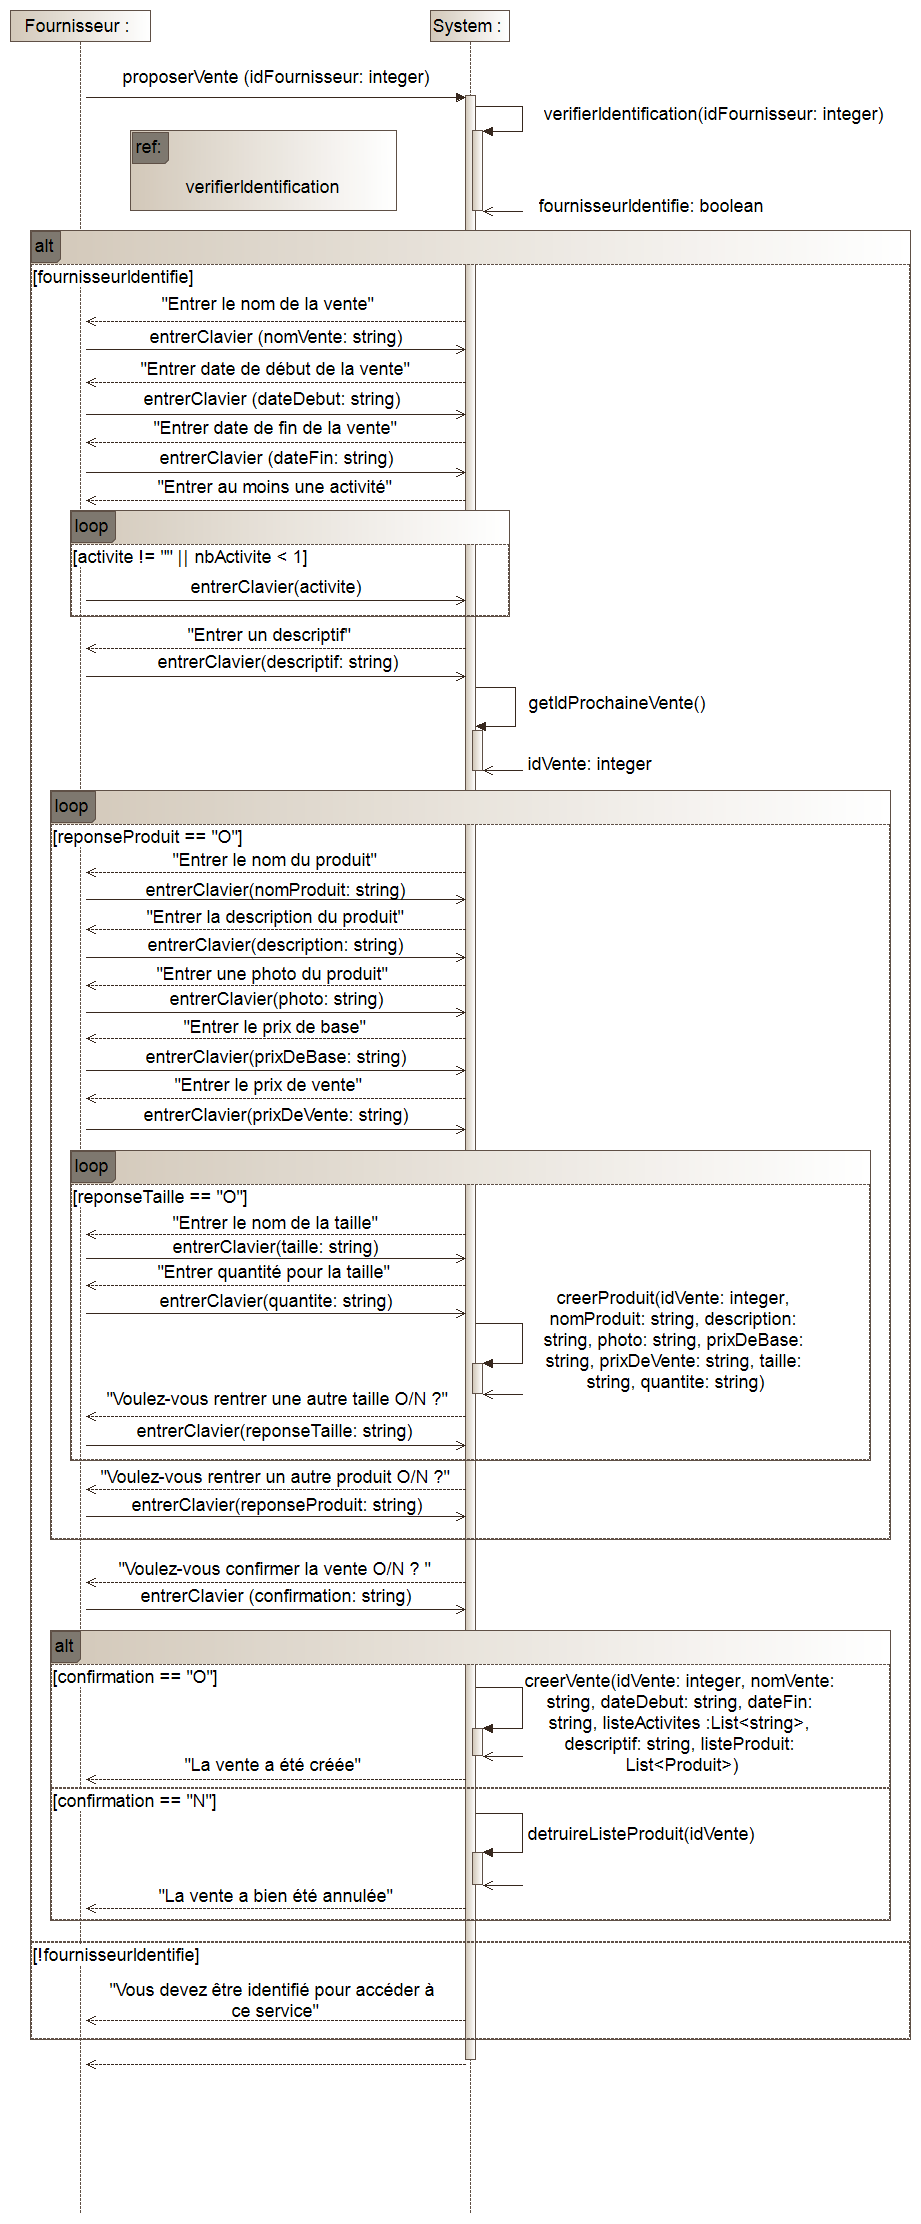 Fournisseur :
System :
proposerVente (idFournisseur: integer)
verifierIdentification(idFournisseur: integer)
ref:
verifierIdentification
fournisseurIdentifie: boolean
alt
[fournisseurIdentifie]
"Entrer le nom de la vente"
entrerClavier (nomVente: string)
"Entrer date de début de la vente"
entrerClavier (dateDebut: string)
"Entrer date de fin de la vente"
entrerClavier (dateFin: string)
"Entrer au moins une activité"
loop
[activite != "" || nbActivite < 1]
entrerClavier(activite)
"Entrer un descriptif"
entrerClavier(descriptif: string)
getIdProchaineVente()
idVente: integer
loop
[reponseProduit == "O"]
"Entrer le nom du produit"
entrerClavier(nomProduit: string)
"Entrer la description du produit"
entrerClavier(description: string)
"Entrer une photo du produit"
entrerClavier(photo: string)
"Entrer le prix de base"
entrerClavier(prixDeBase: string)
"Entrer le prix de vente"
entrerClavier(prixDeVente: string)
loop
[reponseTaille == "O"]
"Entrer le nom de la taille"
entrerClavier(taille: string)
"Entrer quantité pour la taille"
entrerClavier(quantite: string)
creerProduit(idVente: integer,
nomProduit: string, description:
string, photo: string, prixDeBase:
string, prixDeVente: string, taille:
string, quantite: string)
"Voulez-vous rentrer une autre taille O/N ?"
entrerClavier(reponseTaille: string)
"Voulez-vous rentrer un autre produit O/N ?"
entrerClavier(reponseProduit: string)
"Voulez-vous confirmer la vente O/N ? "
entrerClavier (confirmation: string)
alt
[confirmation == "O"]
creerVente(idVente: integer, nomVente:
string, dateDebut: string, dateFin:
string, listeActivites :List<string>,
descriptif: string, listeProduit:
List<Produit>)
"La vente a été créée"
[confirmation == "N"]
detruireListeProduit(idVente)
"La vente a bien été annulée"
[!fournisseurIdentifie]
"Vous devez être identifié pour accéder à
ce service"